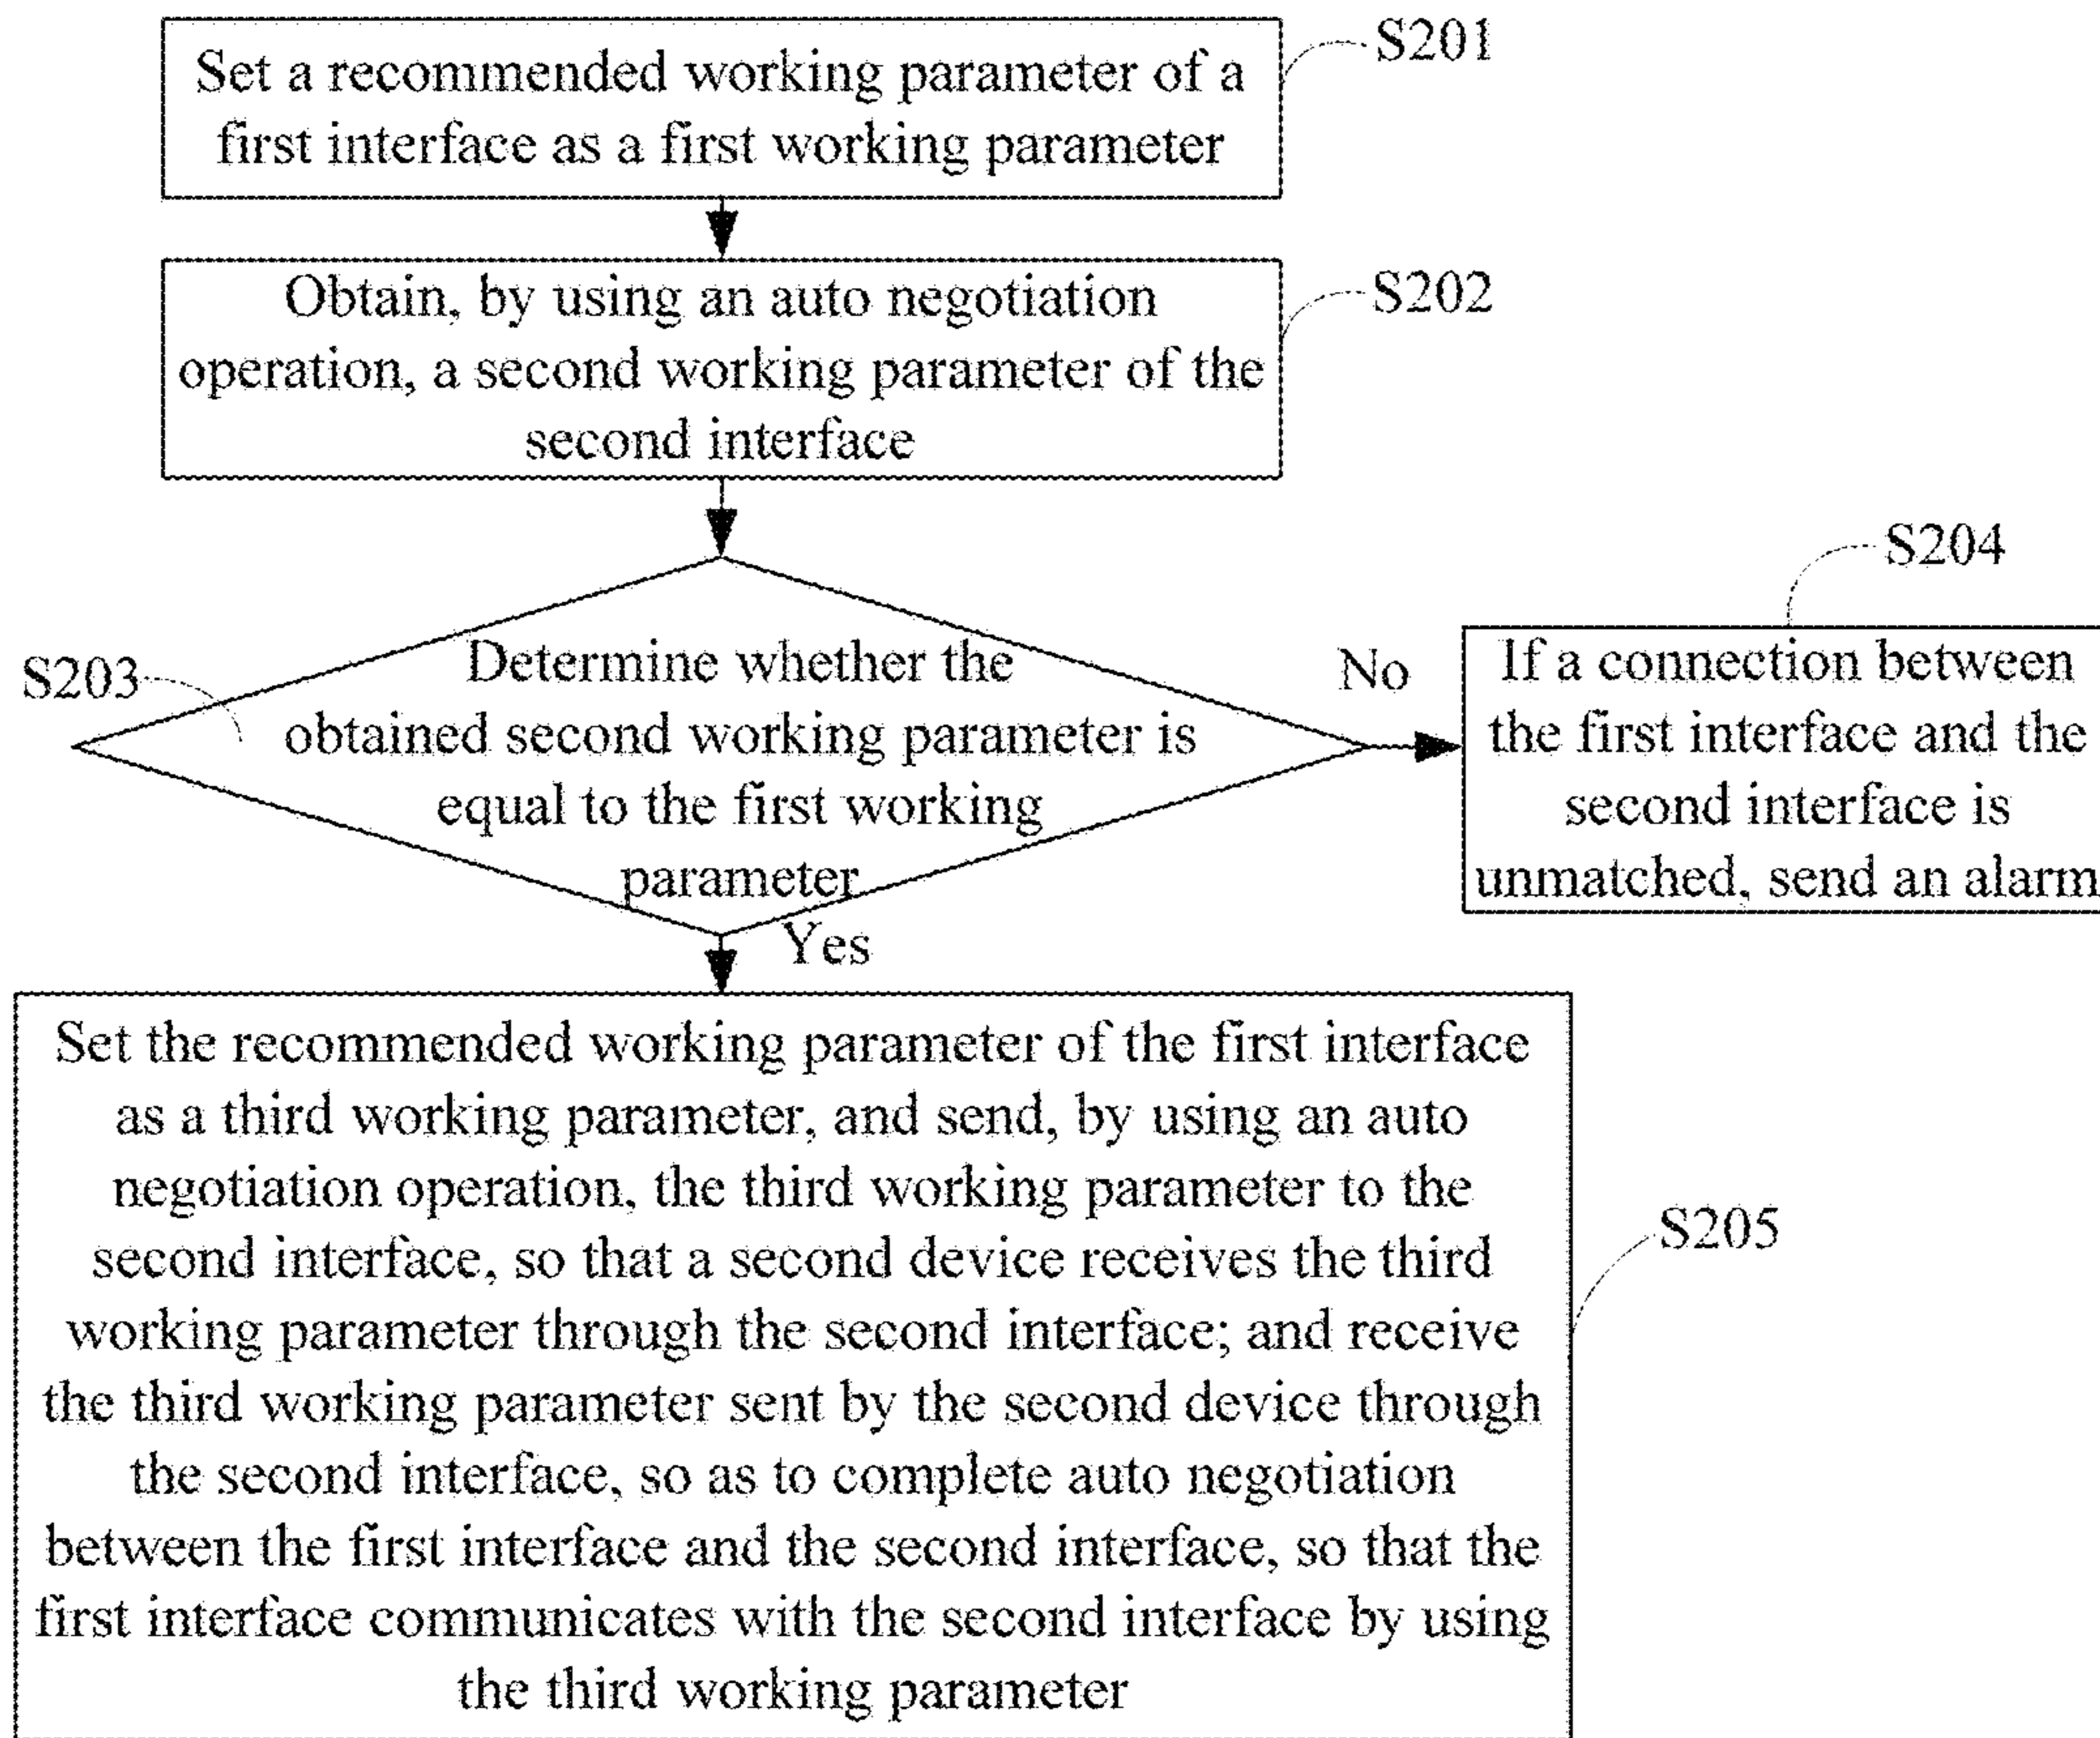 Set a recommended working parameter of a
first interface as a first working parameter
S201
Obtain, by using an auto negotiation
operation, a second working parameter of the
second interface
S202
S203
Determine whether the
obtained second working parameter is
equal to the first working
parameter
No
S204
If a connection between
the first interface and the
second interface is
unmatched, send an alarm
Yes
Set the recommended working parameter of the first interface
as a third working parameter, and send, by using an auto
negotiation operation, the third working parameter to the
second interface, so that a second device receives the third
working parameter through the second interface; and receive
the third working parameter sent by the second device through
the second interface, so as to complete auto negotiation
between the first interface and the second interface, so that the
first interface communicates with the second interface by using
the third working parameter
S205